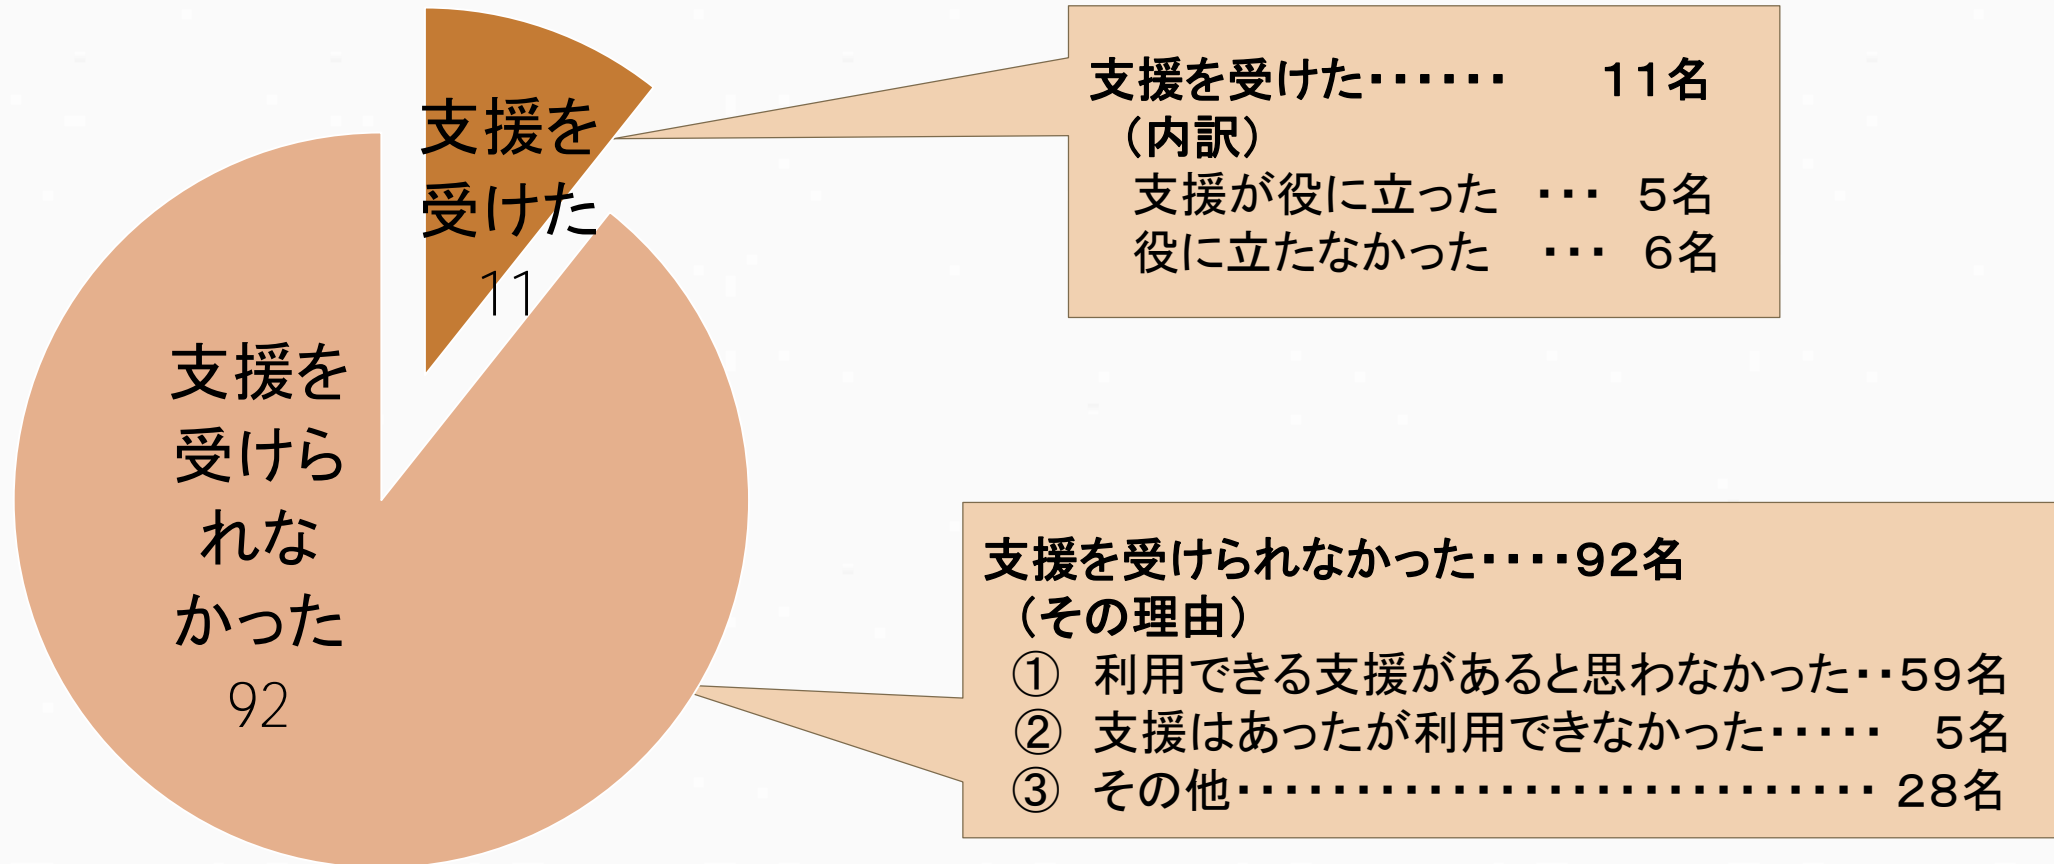 支援を
受けた
11
支援を
受けら
れな
かった
92
支援を受けた・・・・・・　　11名
（内訳）
支援が役に立った　・・・　5名
役に立たなかった　・・・　6名
支援を受けられなかった・・・・92名
（その理由）
①　利用できる支援があると思わなかった・・59名
②　支援はあったが利用できなかった・・・・・　5名
③　その他・・・・・・・・・・・・・・・・・・・・・・・・・・・ 28名